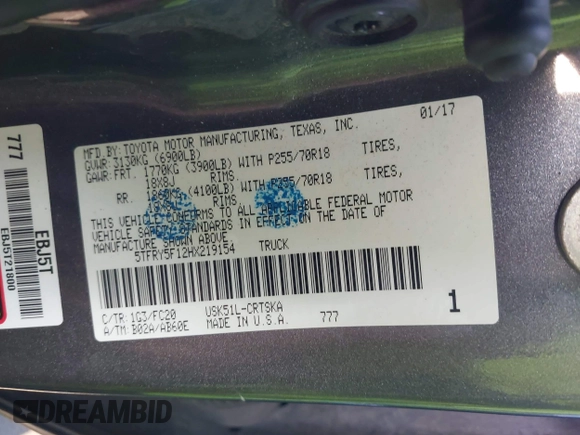 MFD.BY: TOYOTA MOTOR MANUFACTURING, TEXAS, INC. 01/17
GVWR: 3130KG (6900LB)
GAWR: FRT. 1770KG (3900LB) WITH P255/70R18 TIRES,
18X8J RIMS
RR. (4100LB) WITH P255/70R18 TIRES,
RIMS
THIS VEHICLE CONFORMS TO ALL APPLICABLE FEDERAL MOTOR
VEHICLE SAFETY STANDARDS IN EFFECT ON THE DATE OF
MANUFACTURE SHOWN ABOVE
5TFRY5F12HX219154 TRUCK
C/TR: 1G3/FC20 USK51L-CRTSKA
A/TM: B02A/AB60E MADE IN U.S.A. 777 1
777
EBJ5T
EBJ5T21800
DREAMBID